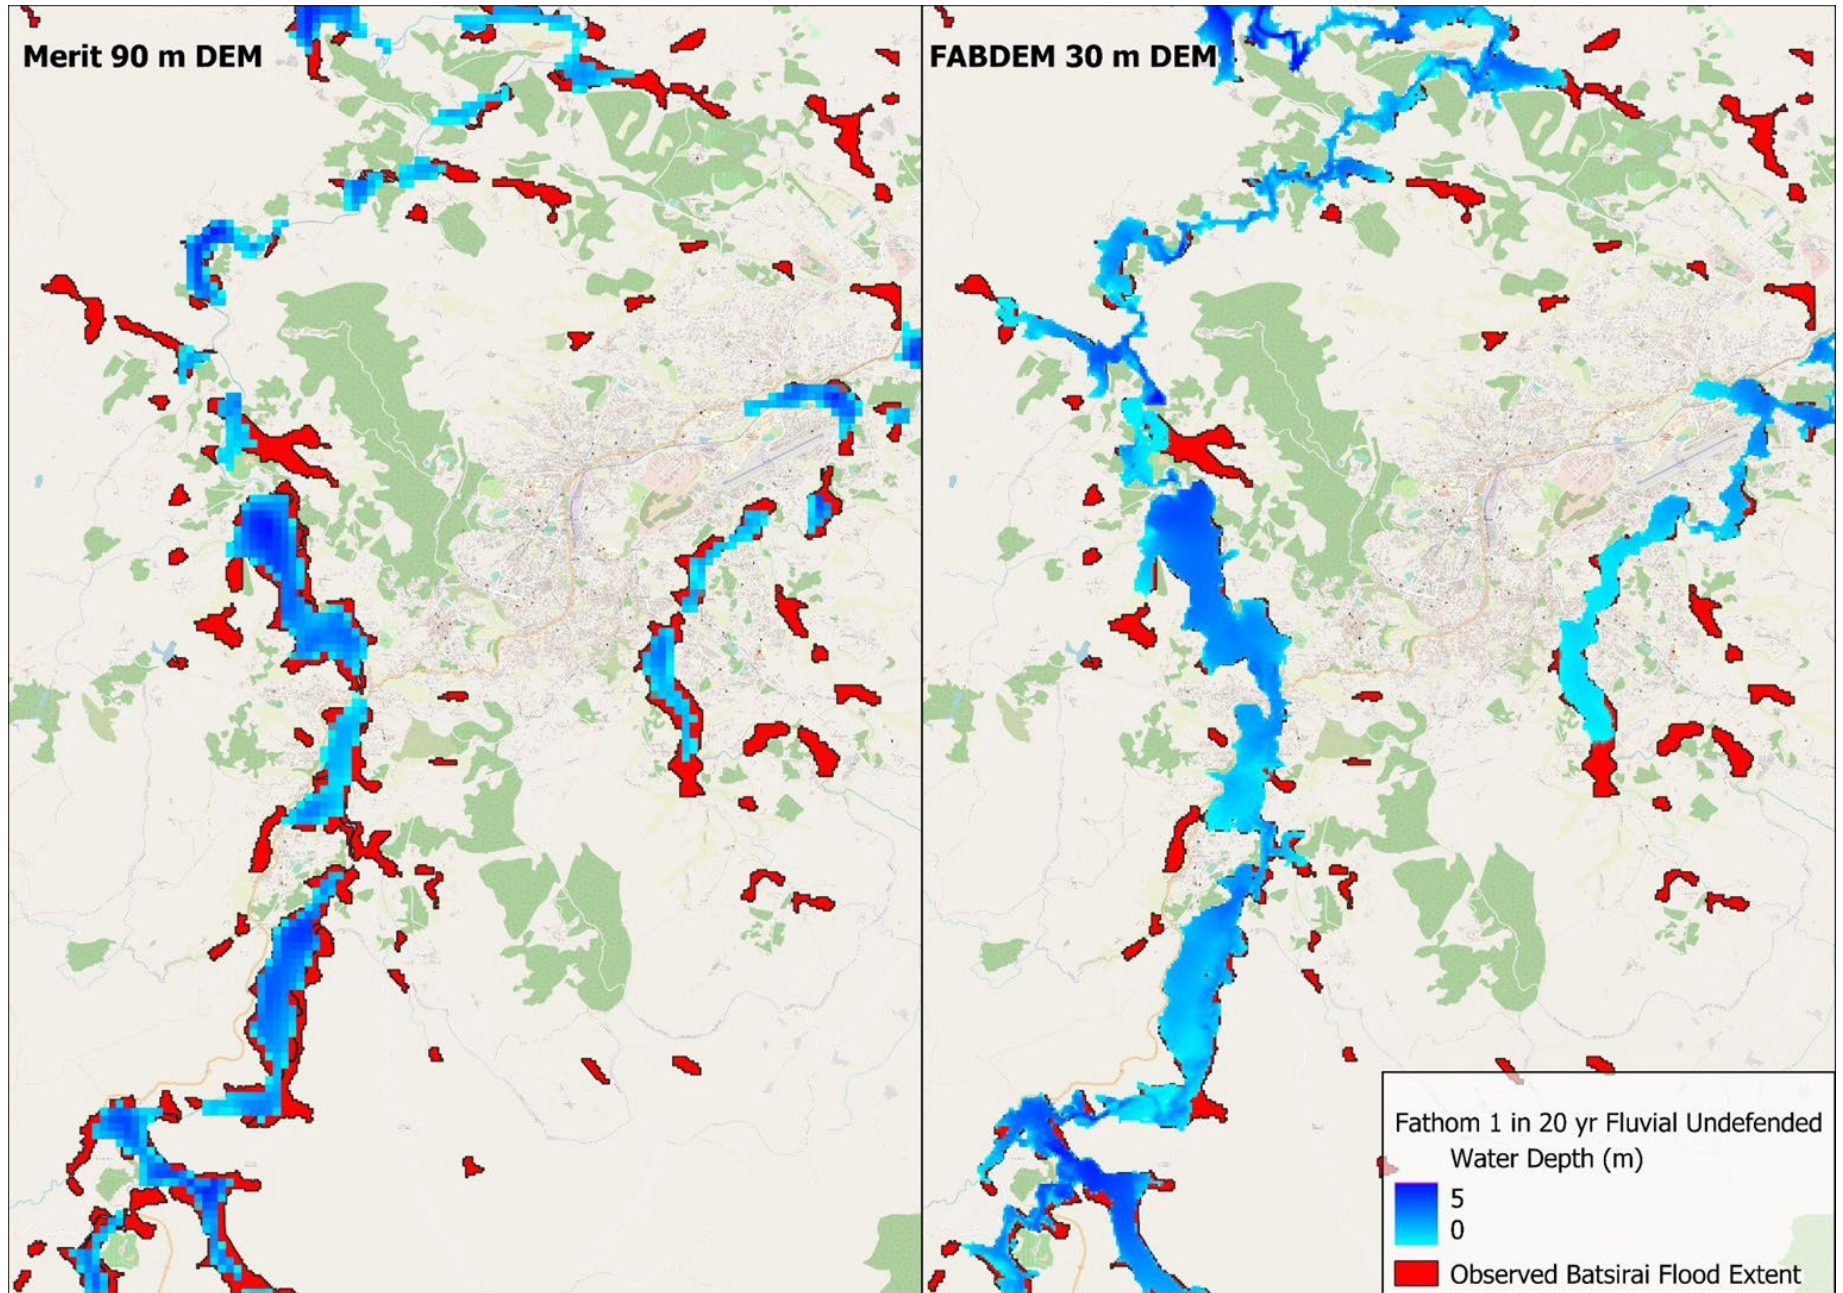 Merit 90 m DEM
FABDEM 30 m DEM
Fathom 1 in 20 yr Fluvial Undefended
Water Depth (m)
5
0
Observed Batsirai Flood Extent